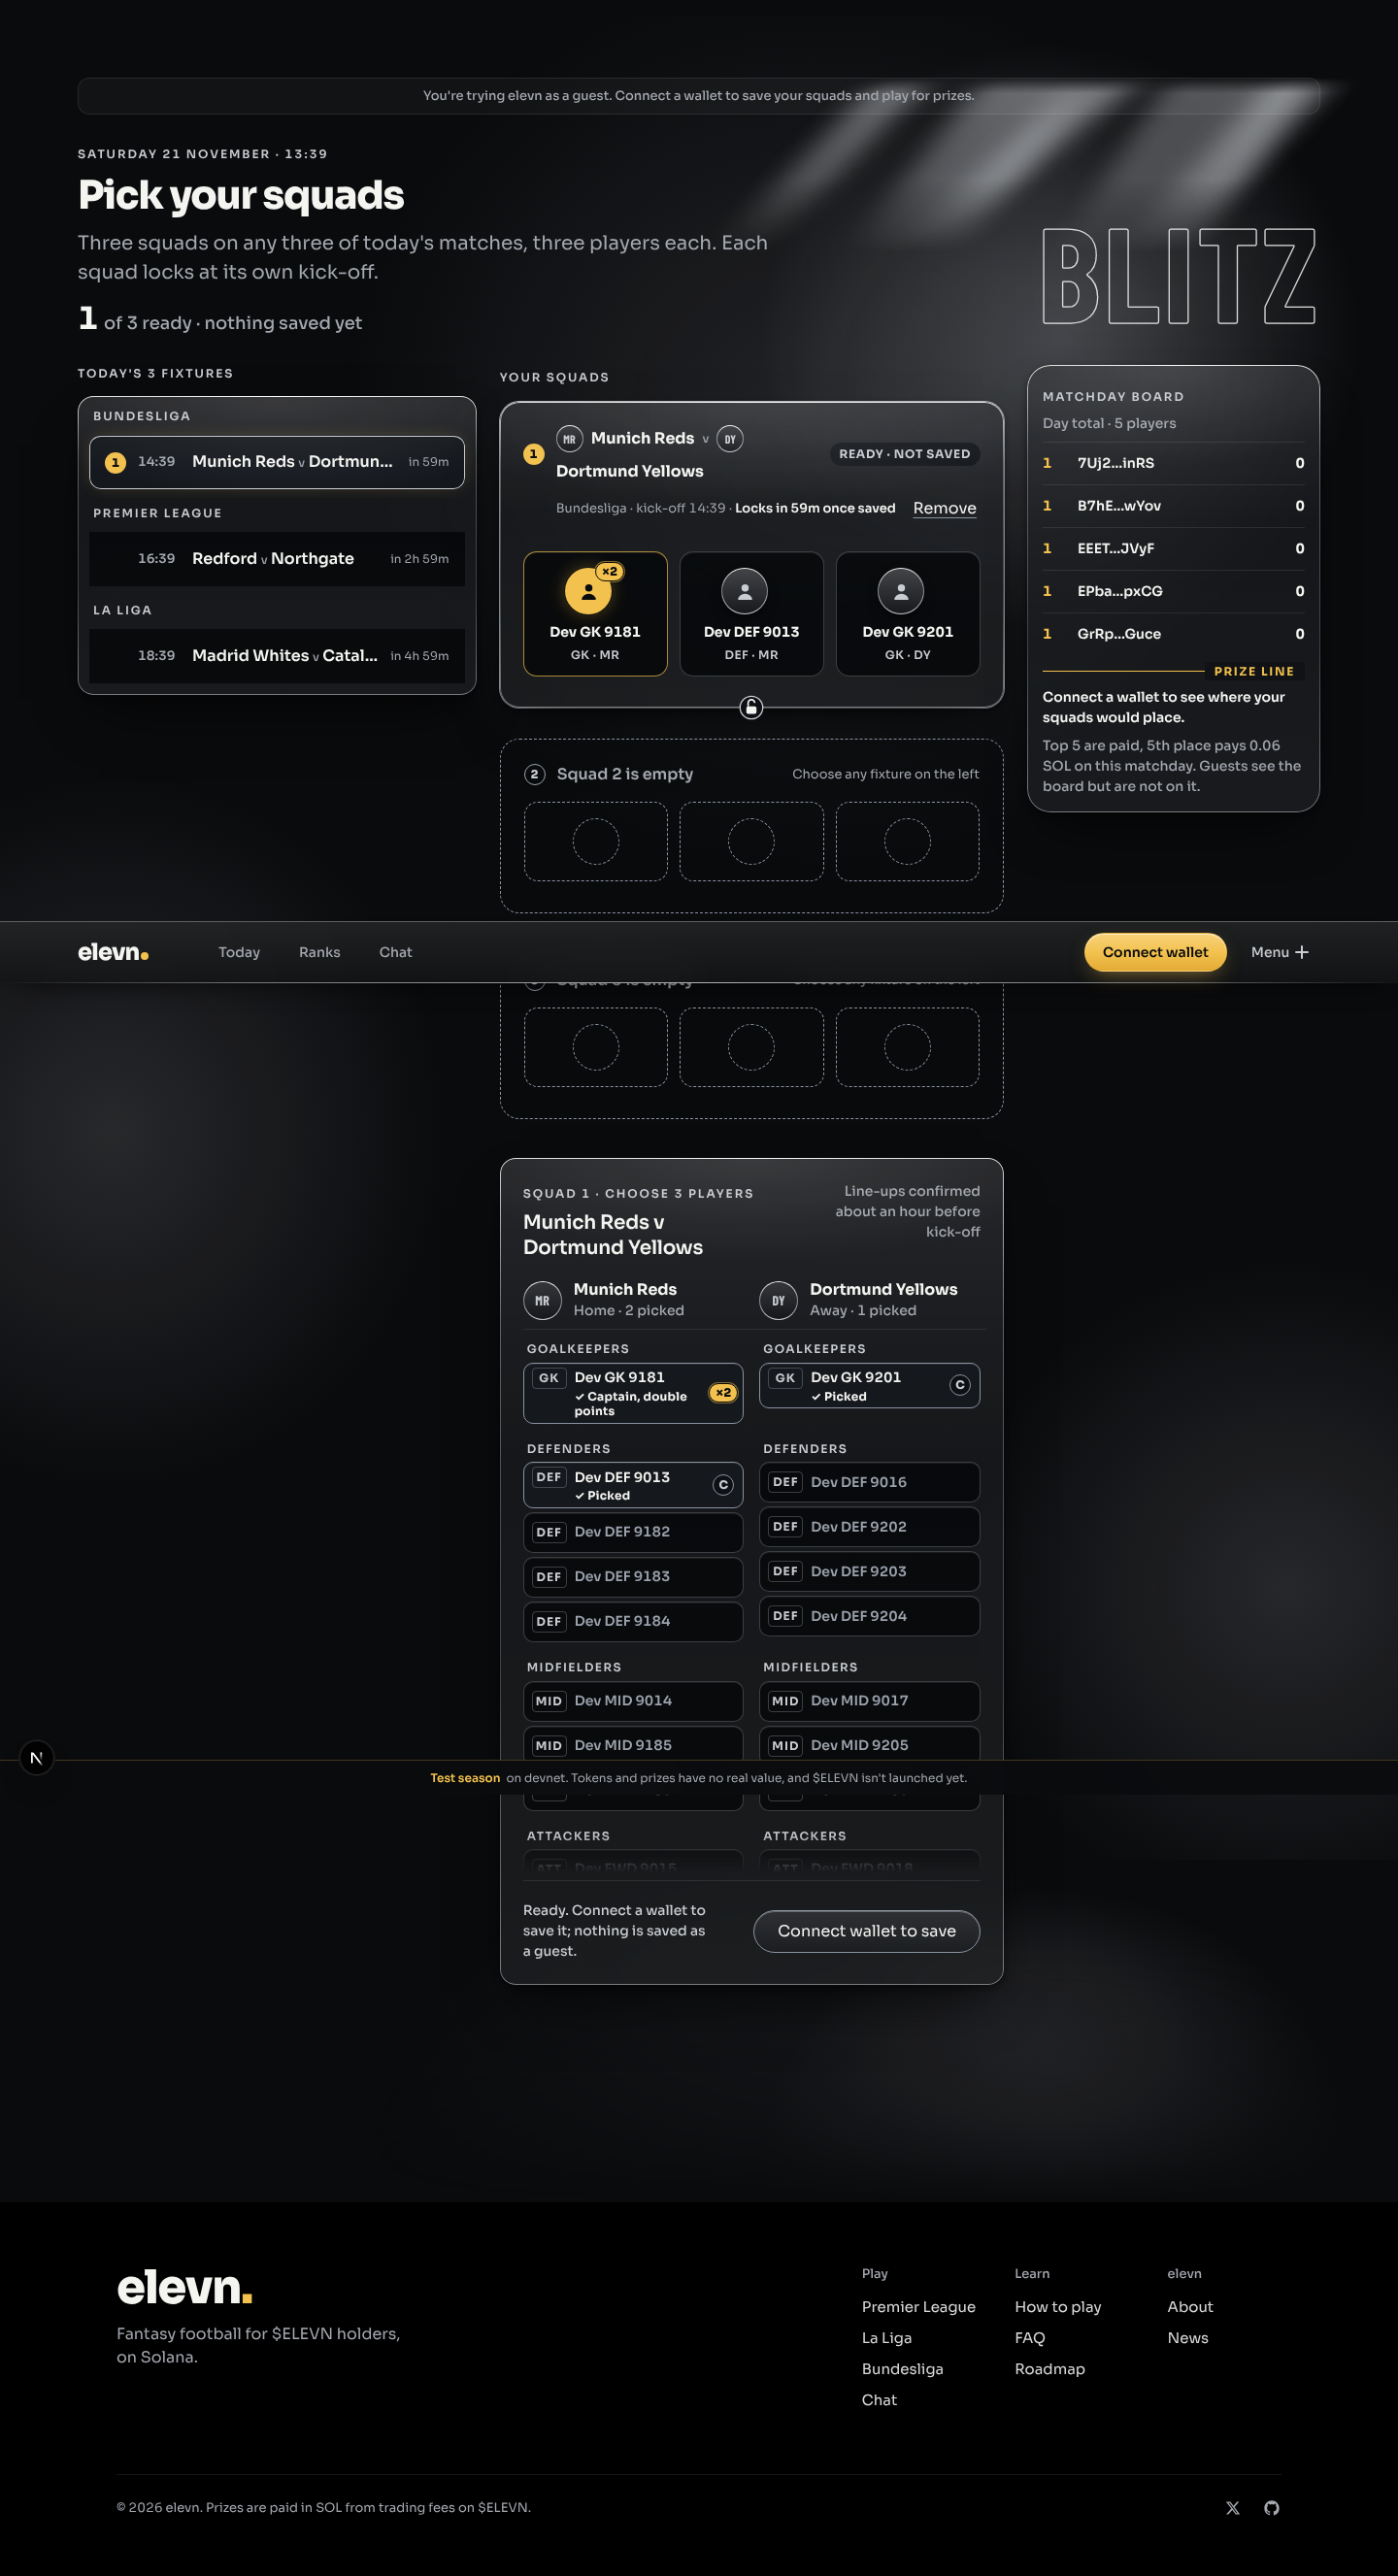 You're trying elevn as a guest. Connect a wallet to save your squads and play for prizes.
SATURDAY 21 NOVEMBER · 13:39
Pick your squads
Three squads on any three of today's matches, three players each. Each
squad locks at its own kick-off.
1 of 3 ready · nothing saved yet
BLITZ
TODAY'S 3 FIXTURES
BUNDESLIGA
1 14:39 Munich Reds v Dortmun... in 59m
PREMIER LEAGUE
16:39 Redford v Northgate in 2h 59m
LA LIGA
18:39 Madrid Whites v Catal... in 4h 59m
YOUR SQUADS
1 MR Munich Reds v DY
Dortmund Yellows
READY · NOT SAVED
Bundesliga · kick-off 14:39 · Locks in 59m once saved Remove
×2
Dev GK 9181
GK · MR
Dev DEF 9013
DEF · MR
Dev GK 9201
GK · DY
2 Squad 2 is empty Choose any fixture on the left
MATCHDAY BOARD
Day total · 5 players
1 7Uj2...inRS 0
1 B7hE...wYov 0
1 EEET...JVyF 0
1 EPba...pxCG 0
1 GrRp...Guce 0
PRIZE LINE
Connect a wallet to see where your
squads would place.
Top 5 are paid, 5th place pays 0.06
SOL on this matchday. Guests see the
board but are not on it.
elevn. Today Ranks Chat Connect wallet Menu
SQUAD 1 · CHOOSE 3 PLAYERS
Munich Reds v
Dortmund Yellows
Line-ups confirmed
about an hour before
kick-off
MR Munich Reds
Home · 2 picked
DY Dortmund Yellows
Away · 1 picked
GOALKEEPERS
GK Dev GK 9181
✓ Captain, double
points
×2
GOALKEEPERS
GK Dev GK 9201
✓ Picked
C
DEFENDERS
DEF Dev DEF 9013
✓ Picked
C
DEF Dev DEF 9182
DEF Dev DEF 9183
DEF Dev DEF 9184
DEFENDERS
DEF Dev DEF 9016
DEF Dev DEF 9202
DEF Dev DEF 9203
DEF Dev DEF 9204
MIDFIELDERS
MID Dev MID 9014
MID Dev MID 9185
MIDFIELDERS
MID Dev MID 9017
MID Dev MID 9205
N
Test season on devnet. Tokens and prizes have no real value, and $ELEVN isn't launched yet.
ATTACKERS
ATT Dev FWD 9015
ATTACKERS
ATT Dev FWD 9018
Ready. Connect a wallet to
save it; nothing is saved as
a guest.
Connect wallet to save
elevn.
Fantasy football for $ELEVN holders,
on Solana.
Play
Premier League
La Liga
Bundesliga
Chat
Learn
How to play
FAQ
Roadmap
elevn
About
News
© 2026 elevn. Prizes are paid in SOL from trading fees on $ELEVN.